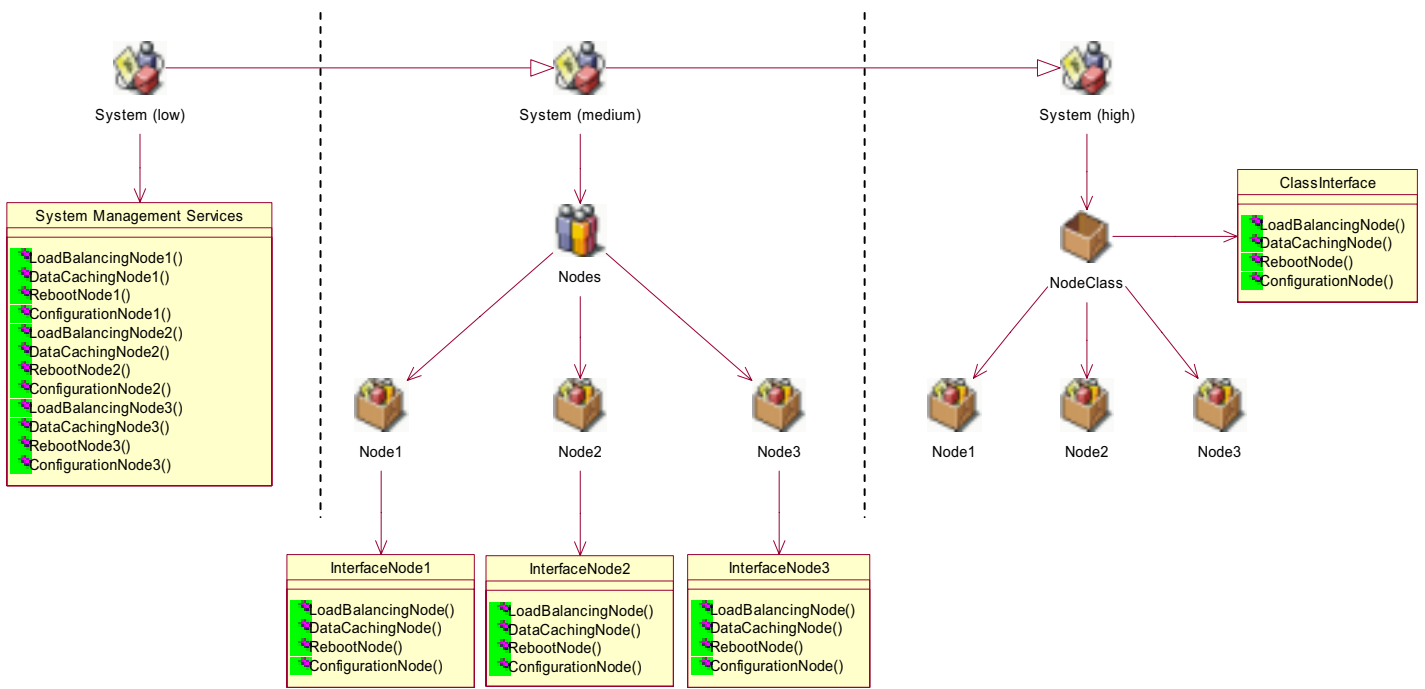 System (low)
System (medium)
System (high)
System Management Services
LoadBalancingNode1()
DataCachingNode1()
RebootNode1()
ConfigurationNode1()
LoadBalancingNode2()
DataCachingNode2()
RebootNode2()
ConfigurationNode2()
LoadBalancingNode3()
DataCachingNode3()
RebootNode3()
ConfigurationNode3()
Nodes
Node1
Node2
Node3
InterfaceNode1
LoadBalancingNode()
DataCachingNode()
RebootNode()
ConfigurationNode()
InterfaceNode2
LoadBalancingNode()
DataCachingNode()
RebootNode()
ConfigurationNode()
InterfaceNode3
LoadBalancingNode()
DataCachingNode()
RebootNode()
ConfigurationNode()
NodeClass
ClassInterface
LoadBalancingNode()
DataCachingNode()
RebootNode()
ConfigurationNode()
Node1
Node2
Node3